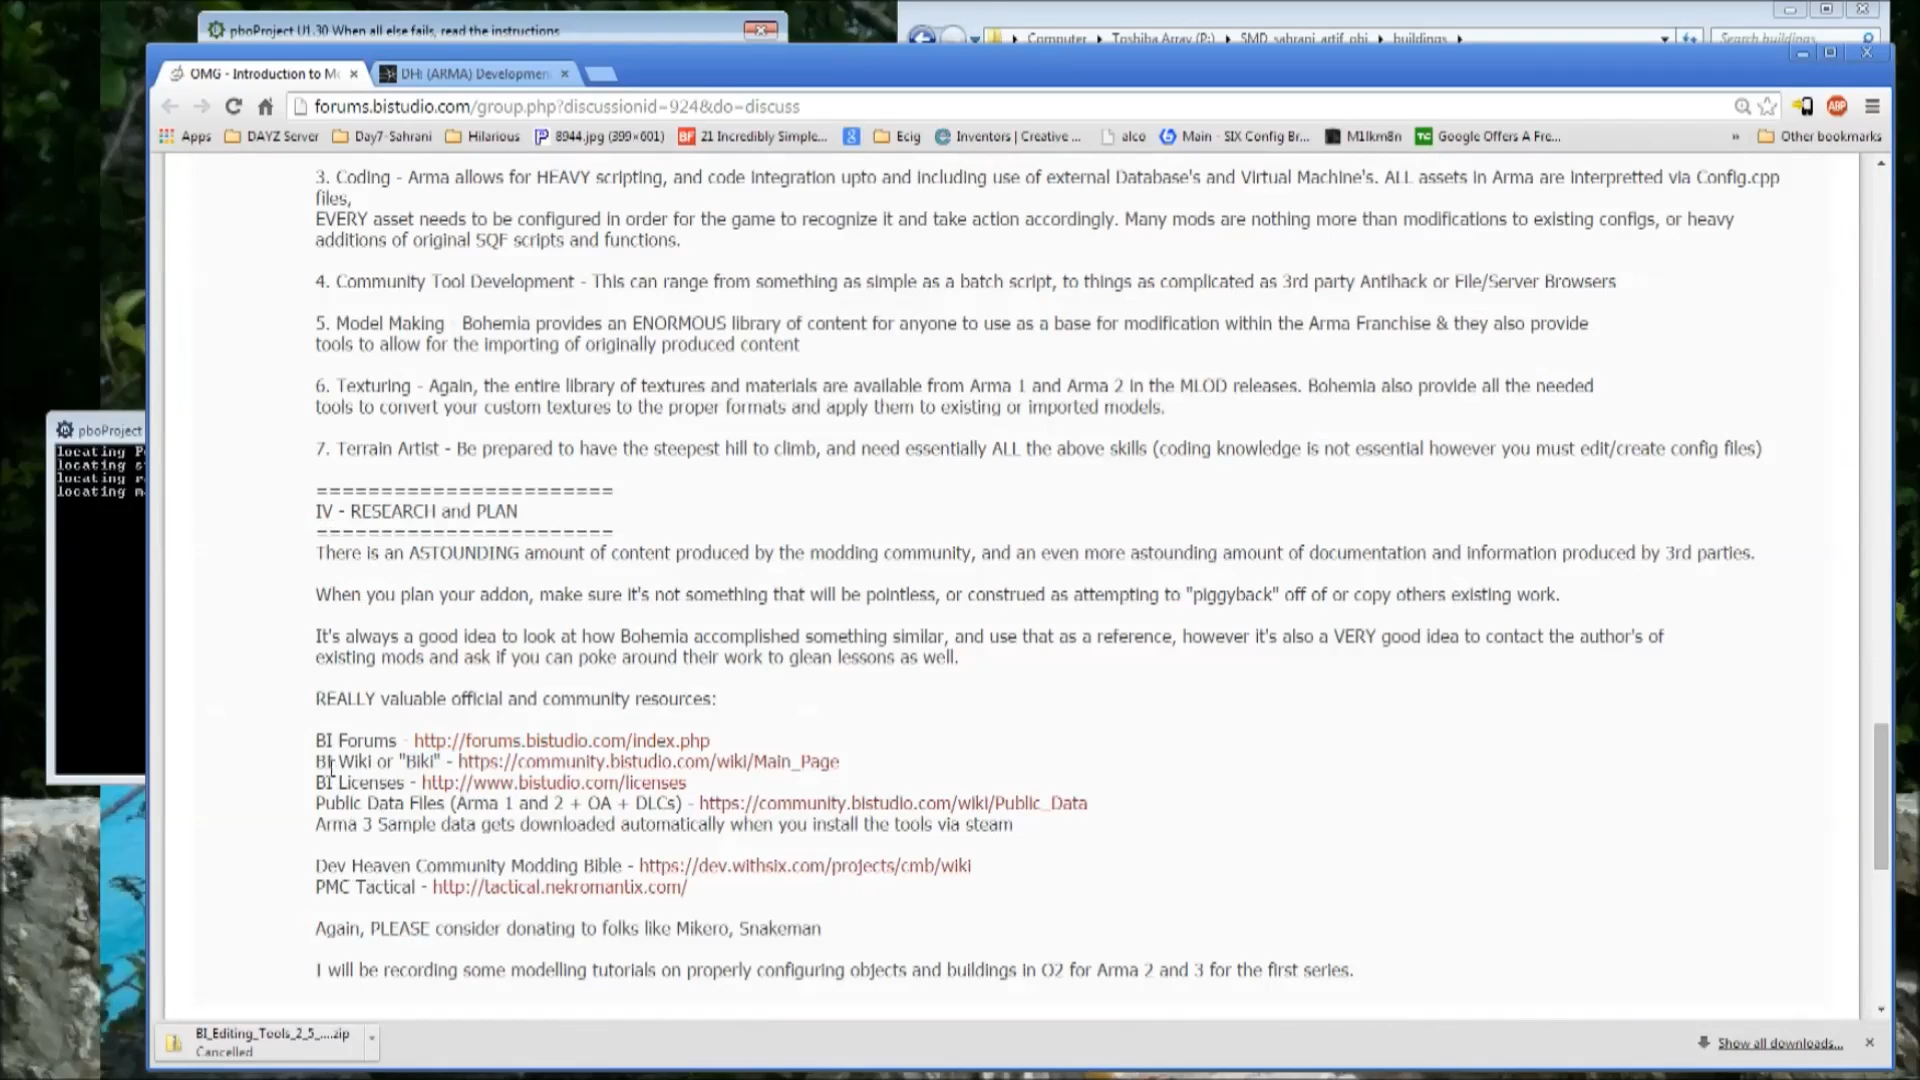 pboProject U1.30 When all else fails, read the instructions
Computer Toshiba Array (P:) SMD_sahrani_artif_obj buildings Search buildings
OMG - Introduction to Mo
DH: (ARMA) Developmen
forums.bistudio.com/group.php?discussionid=924&do=discuss
ABP
Apps DAYZ Server Day7-Sahrani Hilarious 8944.jpg (399×601) BF 21 Incredibly Simple... Ecig Inventors | Creative ... alco Main - SIX Config Br... M1lkm8n TC Google Offers A Fre... » Other bookmarks
3. Coding - Arma allows for HEAVY scripting, and code integration upto and including use of external Database's and Virtual Machine's. ALL assets in Arma are interpretted via Config.cpp
files,
EVERY asset needs to be configured in order for the game to recognize it and take action accordingly. Many mods are nothing more than modifications to existing configs, or heavy
additions of original SQF scripts and functions.
4. Community Tool Development - This can range from something as simple as a batch script, to things as complicated as 3rd party Antihack or File/Server Browsers
5. Model Making - Bohemia provides an ENORMOUS library of content for anyone to use as a base for modification within the Arma Franchise & they also provide
tools to allow for the importing of originally produced content
6. Texturing - Again, the entire library of textures and materials are available from Arma 1 and Arma 2 in the MLOD releases. Bohemia also provide all the needed
tools to convert your custom textures to the proper formats and apply them to existing or imported models.
7. Terrain Artist - Be prepared to have the steepest hill to climb, and need essentially ALL the above skills (coding knowledge is not essential however you must edit/create config files)
=======================
IV - RESEARCH and PLAN
=======================
There is an ASTOUNDING amount of content produced by the modding community, and an even more astounding amount of documentation and information produced by 3rd parties.
When you plan your addon, make sure it's not something that will be pointless, or construed as attempting to "piggyback" off of or copy others existing work.
It's always a good idea to look at how Bohemia accomplished something similar, and use that as a reference, however it's also a VERY good idea to contact the author's of
existing mods and ask if you can poke around their work to glean lessons as well.
REALLY valuable official and community resources:
BI Forums - http://forums.bistudio.com/index.php
BI Wiki or "Biki" - https://community.bistudio.com/wiki/Main_Page
BI Licenses - http://www.bistudio.com/licenses
Public Data Files (Arma 1 and 2 + OA + DLCs) - https://community.bistudio.com/wiki/Public_Data
Arma 3 Sample data gets downloaded automatically when you install the tools via steam
Dev Heaven Community Modding Bible - https://dev.withsix.com/projects/cmb/wiki
PMC Tactical - http://tactical.nekromantix.com/
Again, PLEASE consider donating to folks like Mikero, Snakeman
I will be recording some modelling tutorials on properly configuring objects and buildings in O2 for Arma 2 and 3 for the first series.
pboProject
locating
locating
locating
locating
BI_Editing_Tools_2_5_....zip
Cancelled
Show all downloads...